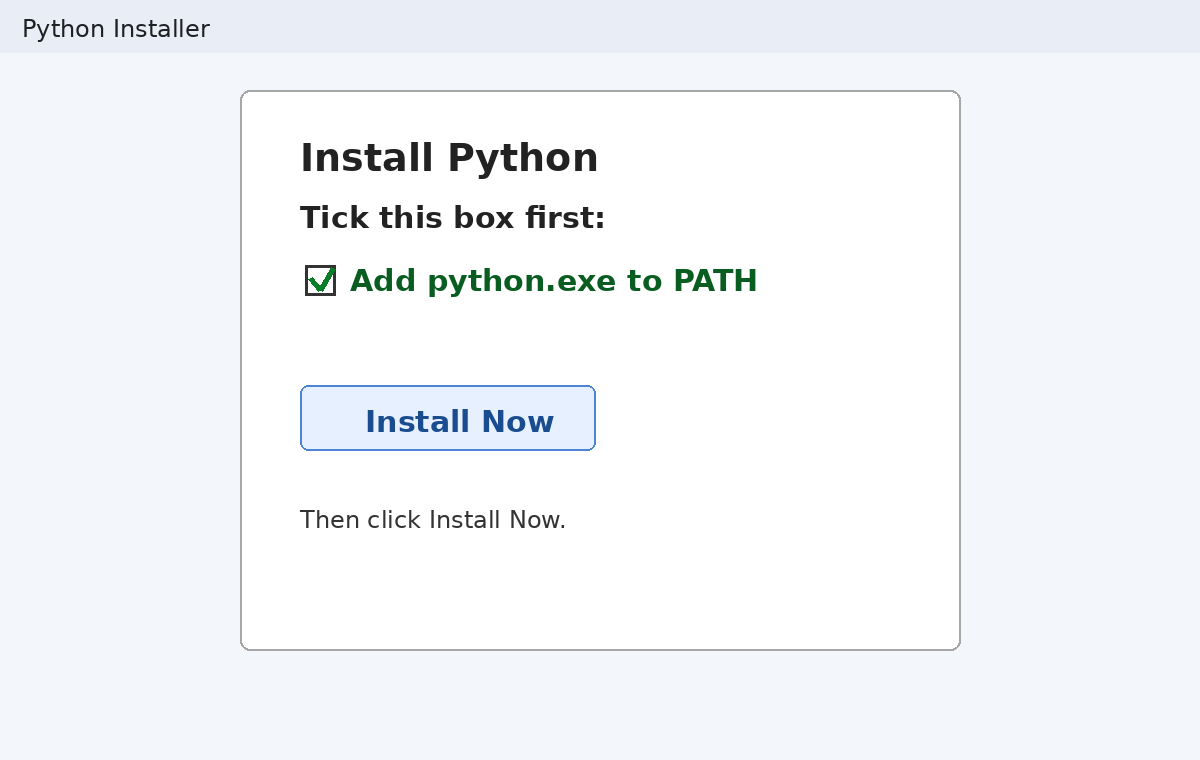 Python Installer
Install Python
Tick this box first:
Add python.exe to PATH
Install Now
Then click Install Now.